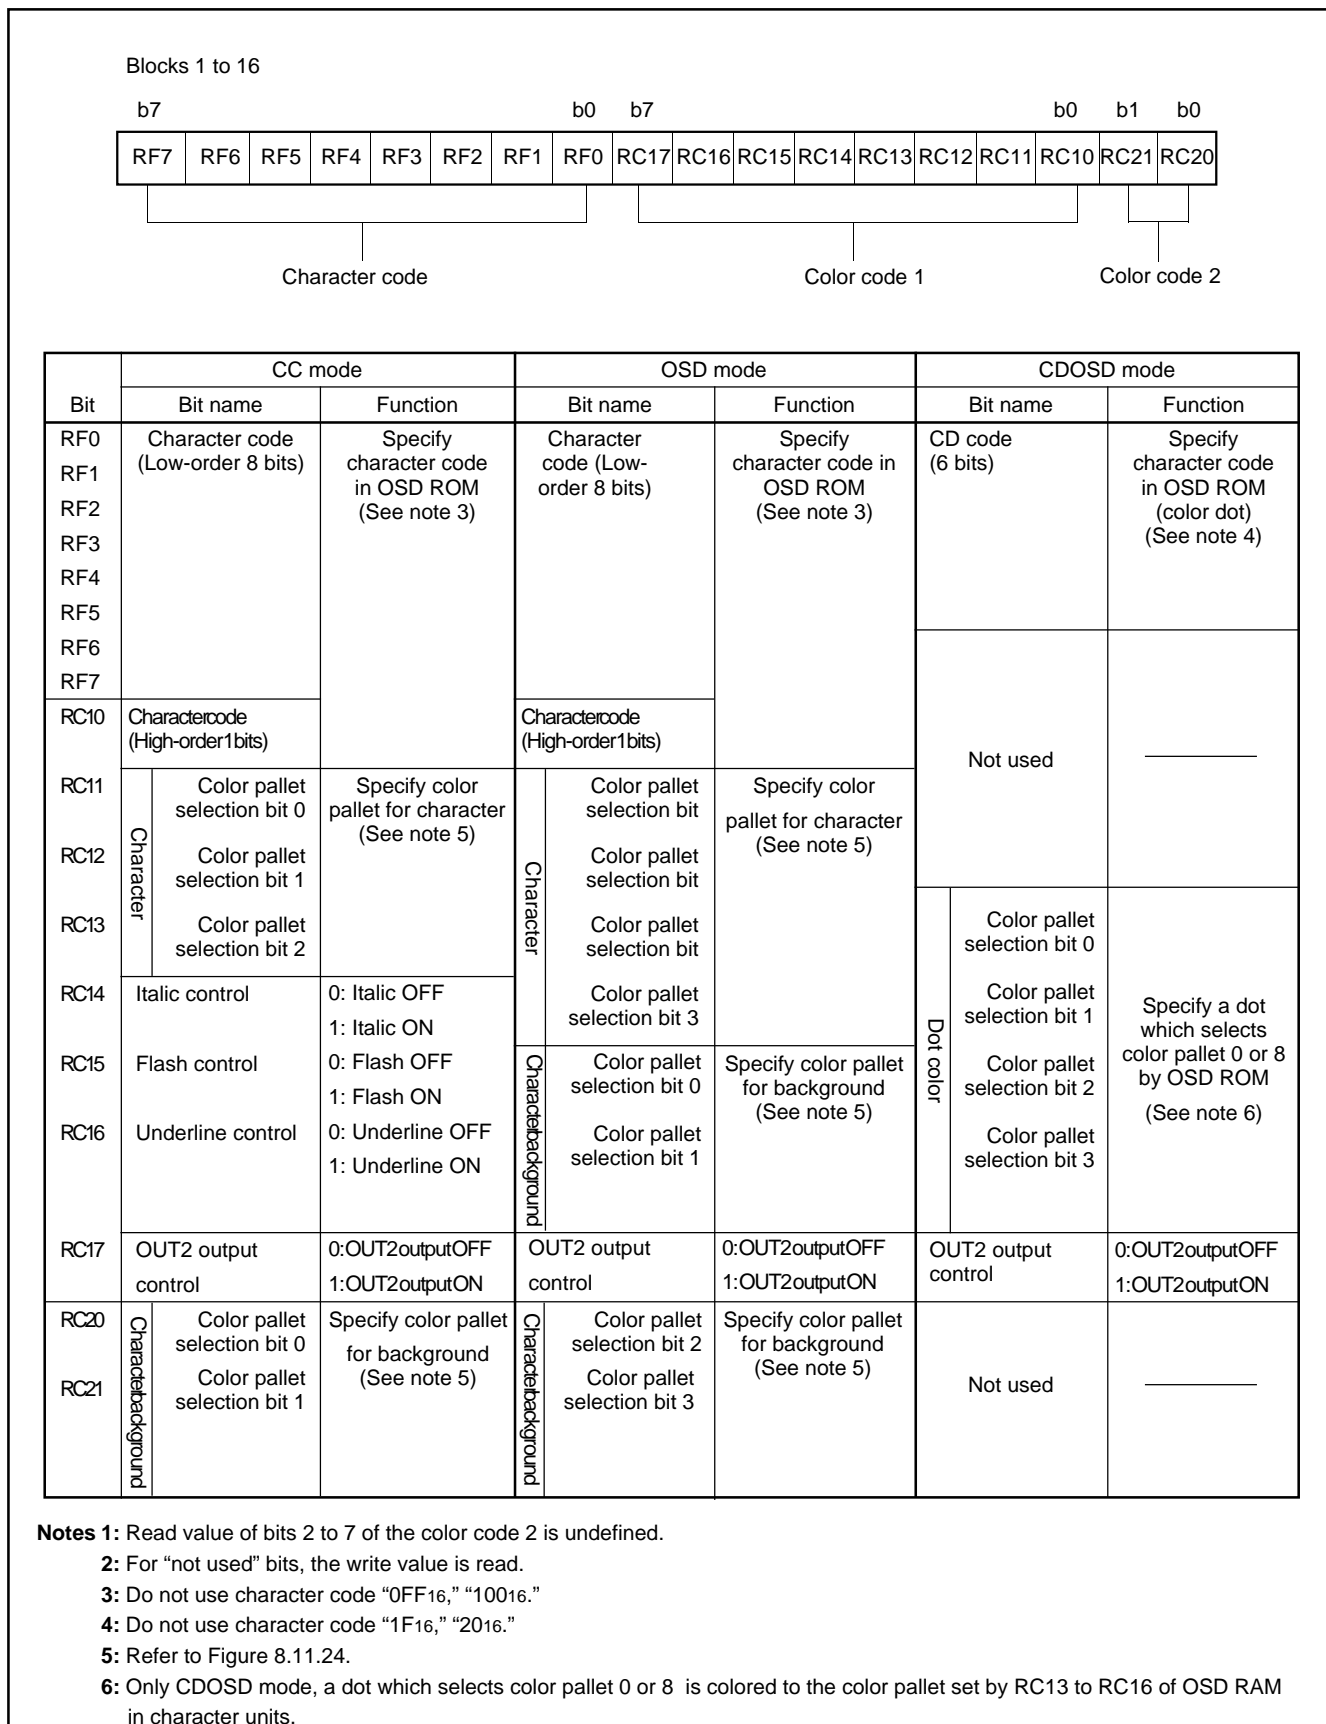 Blocks 1 to 16
b7 b0 b7 b0 b1 b0
RF7 RF6 RF5 RF4 RF3 RF2 RF1 RF0 RC17 RC16 RC15 RC14 RC13 RC12 RC11 RC10 RC21 RC20
Character code Color code 1 Color code 2
CC mode OSD mode CDOSD mode
Bit Bit name Function Bit name Function Bit name Function
RF0
RF1
RF2
RF3
RF4
RF5
RF6
RF7
RC10
RC11
RC12
RC13
RC14
RC15
RC16
RC17
RC20
RC21
Character code
(Low-order 8 bits)
Charactercode
(High-order1bits)
Character
Color pallet
selection bit 0
Color pallet
selection bit 1
Color pallet
selection bit 2
Italic control
Flash control
Underline control
OUT2 output
control
Characterbackground
Color pallet
selection bit 0
Color pallet
selection bit 1
Specify
character code
in OSD ROM
(See note 3)
Specify color
pallet for character
(See note 5)
0: Italic OFF
1: Italic ON
0: Flash OFF
1: Flash ON
0: Underline OFF
1: Underline ON
0:OUT2outputOFF
1:OUT2outputON
Specify color pallet
for background
(See note 5)
Character
code (Low-
order 8 bits)
Charactercode
(High-order1bits)
Character
Color pallet
selection bit
Color pallet
selection bit
Color pallet
selection bit
Color pallet
selection bit 3
Characterbackground
Color pallet
selection bit 0
Color pallet
selection bit 1
OUT2 output
control
Characterbackground
Color pallet
selection bit 2
Color pallet
selection bit 3
Specify
character code in
OSD ROM
(See note 3)
Specify color
pallet for character
(See note 5)
Specify color pallet
for background
(See note 5)
0:OUT2outputOFF
1:OUT2outputON
Specify color pallet
for background
(See note 5)
CD code
(6 bits)
Not used
Dot color
Color pallet
selection bit 0
Color pallet
selection bit 1
Color pallet
selection bit 2
Color pallet
selection bit 3
OUT2 output
control
Not used
Specify
character code
in OSD ROM
(color dot)
(See note 4)
Specify a dot
which selects
color pallet 0 or 8
by OSD ROM
(See note 6)
0:OUT2outputOFF
1:OUT2outputON
Notes 1: Read value of bits 2 to 7 of the color code 2 is undefined.
2: For “not used” bits, the write value is read.
3: Do not use character code “0FF16,” “10016.”
4: Do not use character code “1F16,” “2016.”
5: Refer to Figure 8.11.24.
6: Only CDOSD mode, a dot which selects color pallet 0 or 8 is colored to the color pallet set by RC13 to RC16 of OSD RAM
in character units.